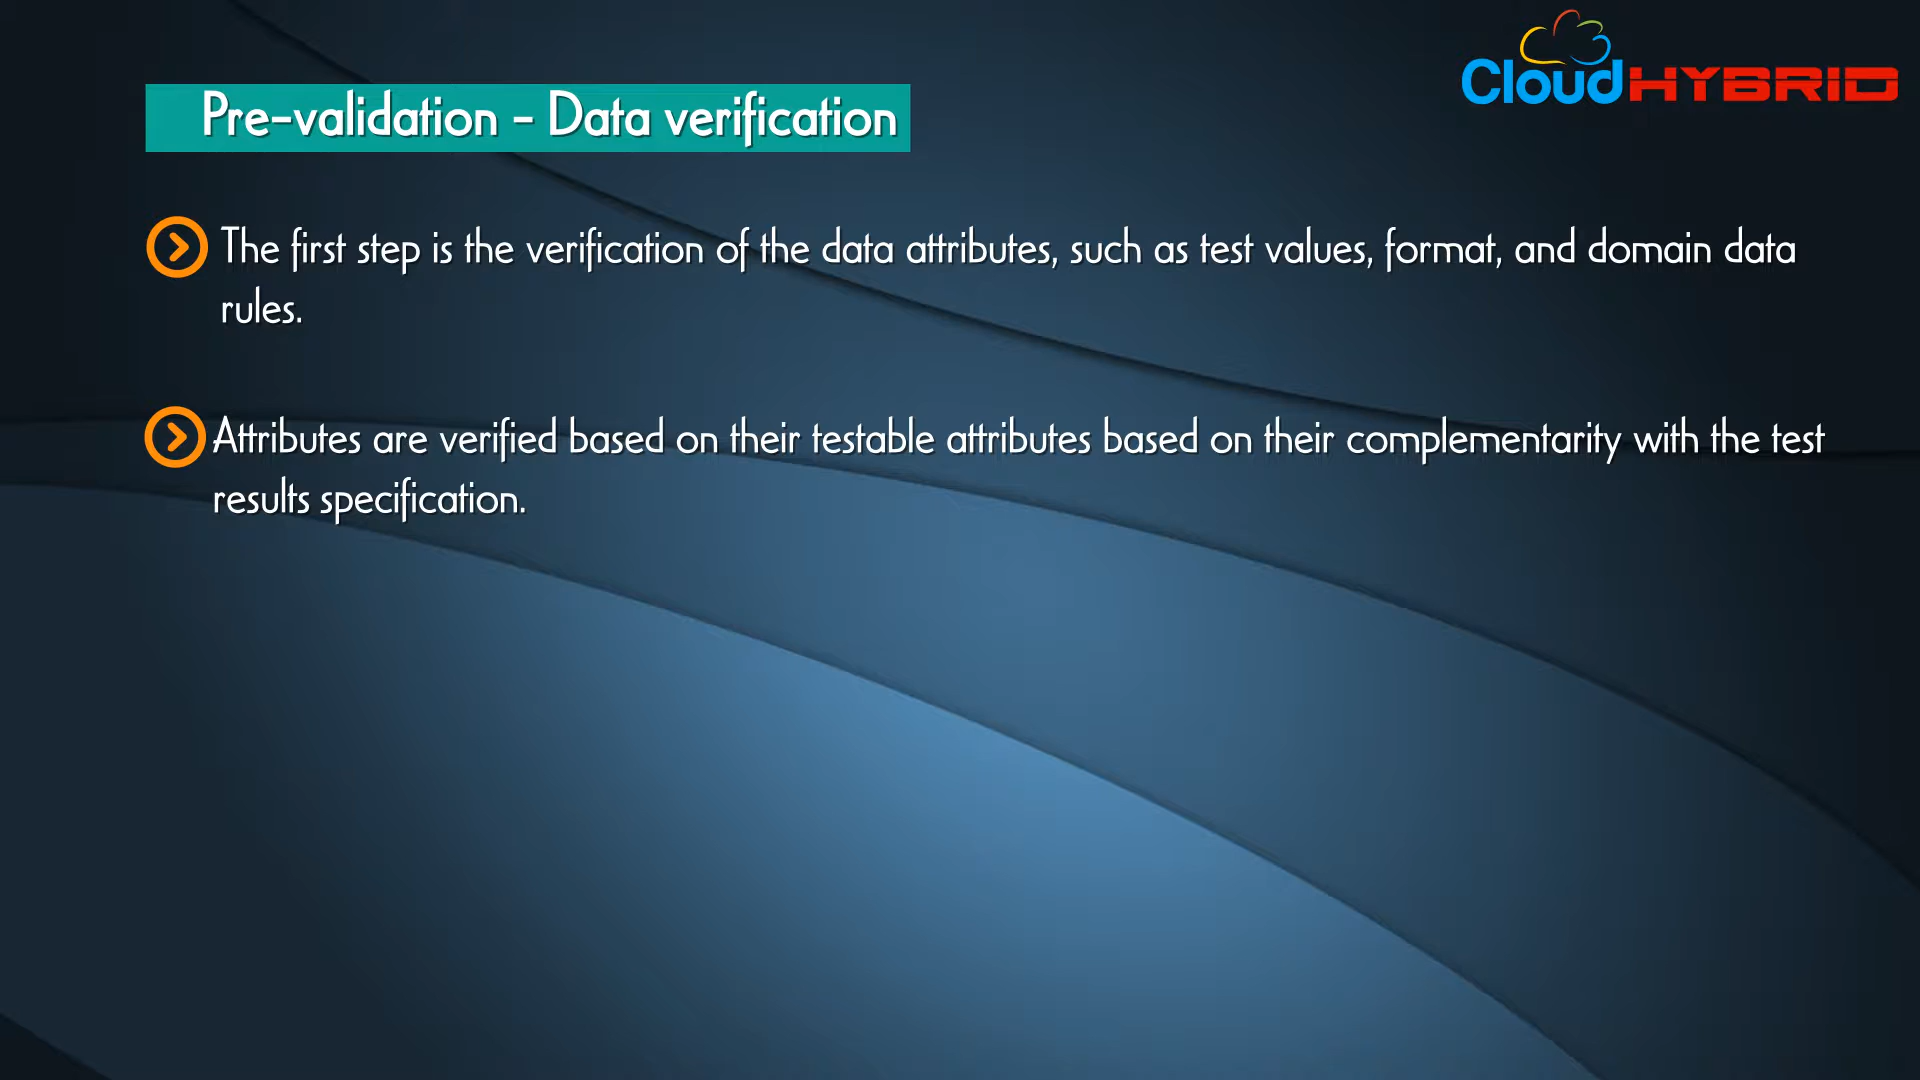 Cloud HYBRID
Pre-validation - Data verification
The first step is the verification of the data attributes, such as test values, format, and domain data
rules.
Attributes are verified based on their testable attributes based on their complementarity with the test
results specification.